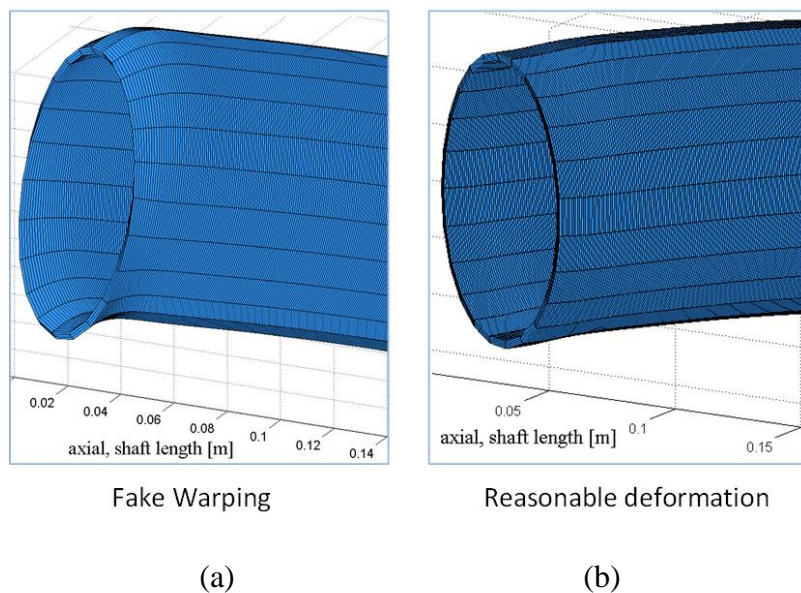 0.02
0.04
0.06
0.08
0.1
0.12
0.14
axial, shaft length [m]
0.05
0.1
0.15
axial, shaft length [m]
Fake Warping
Reasonable deformation
(a)
(b)